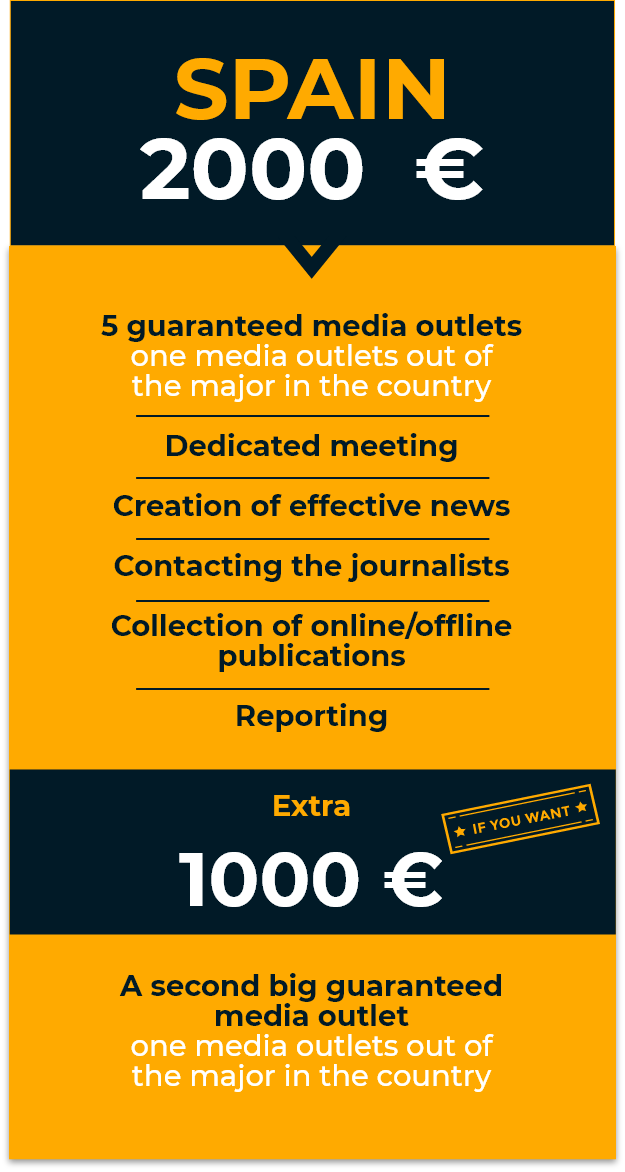 SPAIN
2000 €
5 guaranteed media outlets
one media outlets out of
the major in the country
Dedicated meeting
Creation of effective news
Contacting the journalists
Collection of online/offline
publications
Reporting
Extra
IF YOU WANT
1000 €
A second big guaranteed
media outlet
one media outlets out of
the major in the country